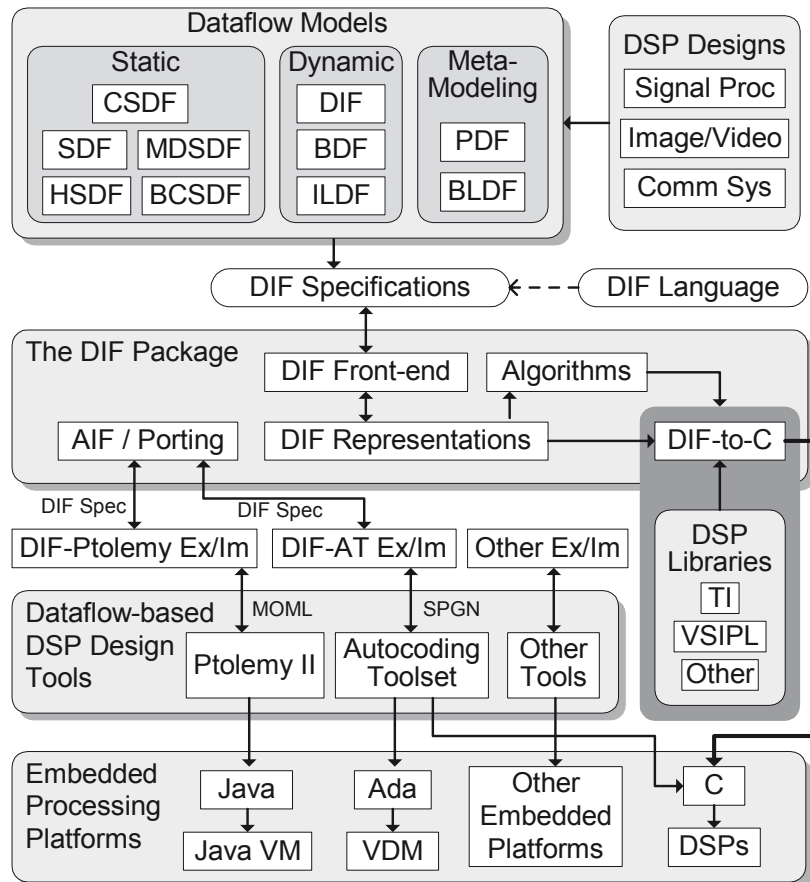 Dataflow Models
Static
CSDF
SDF
MDSDF
HSDF
BCSDF
Dynamic
DIF
BDF
ILDF
Meta-
Modeling
PDF
BLDF
DSP Designs
Signal Proc
Image/Video
Comm Sys
DIF Specifications
DIF Language
The DIF Package
DIF Front-end
Algorithms
AIF / Porting
DIF Representations
DIF-to-C
DIF Spec
DIF Spec
DIF-Ptolemy Ex/Im
DIF-AT Ex/Im
Other Ex/Im
DSP
Libraries
TI
VSIPL
Other
MOML
SPGN
Dataflow-based
DSP Design
Tools
Ptolemy II
Autocoding
Toolset
Other
Tools
Embedded
Processing
Platforms
Java
Java VM
Ada
VDM
Other
Embedded
Platforms
C
DSPs